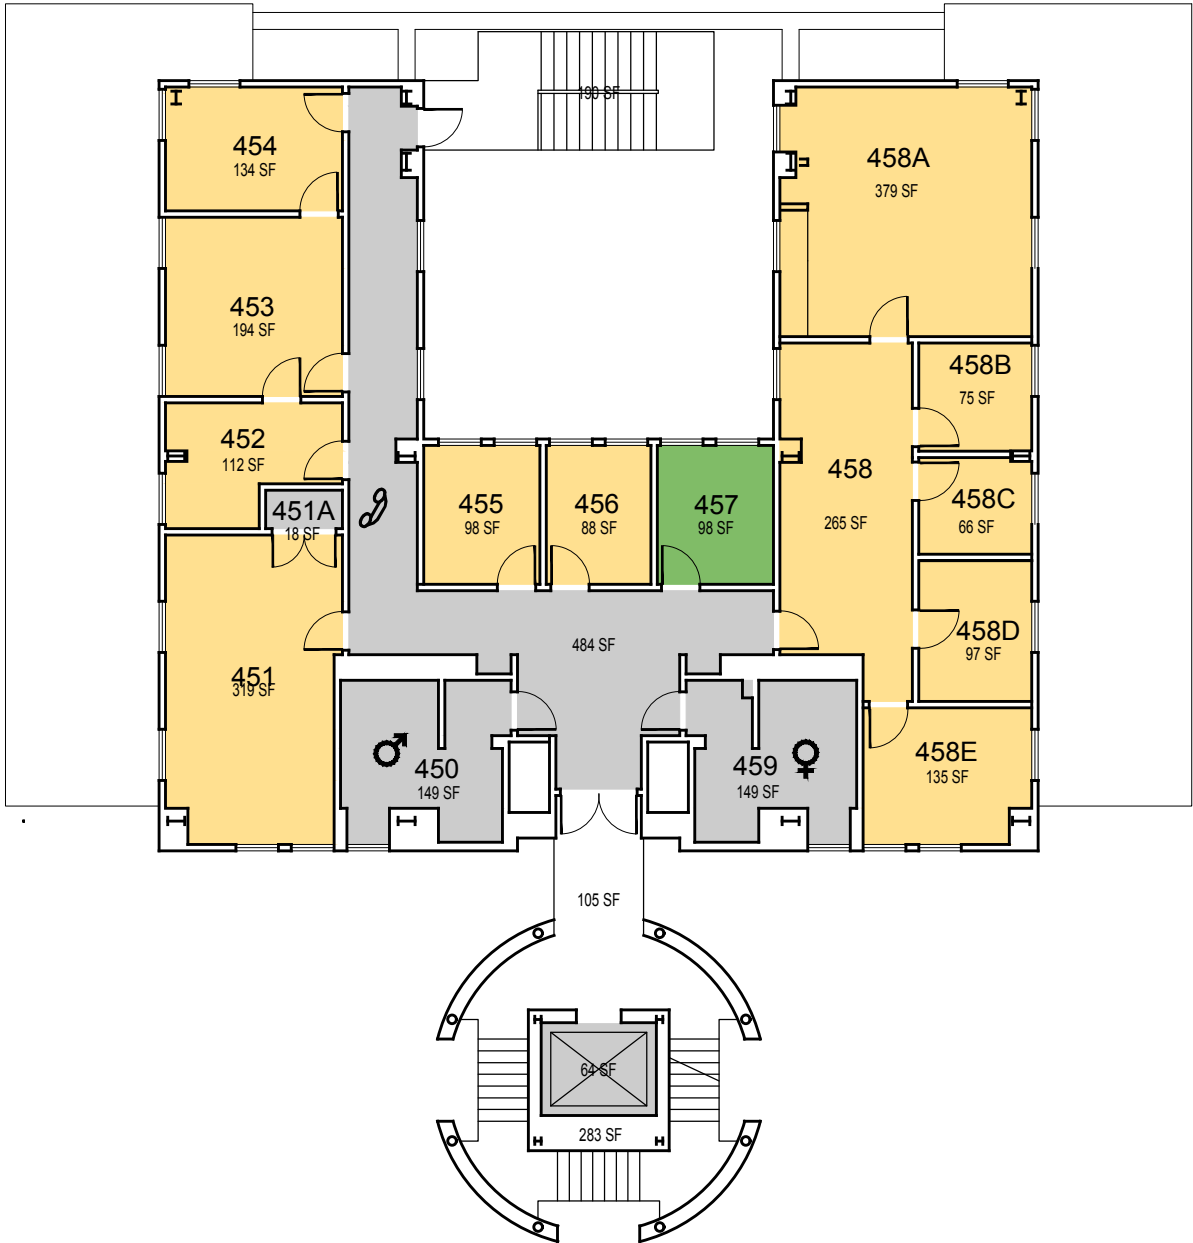 190 SF
454
134 SF
458A
379 SF
453
194 SF
458B
75 SF
452
112 SF
451A
18 SF
455
98 SF
456
88 SF
457
98 SF
458
265 SF
458C
66 SF
484 SF
458D
97 SF
451
319 SF
450
149 SF
459
149 SF
458E
135 SF
105 SF
64 SF
283 SF